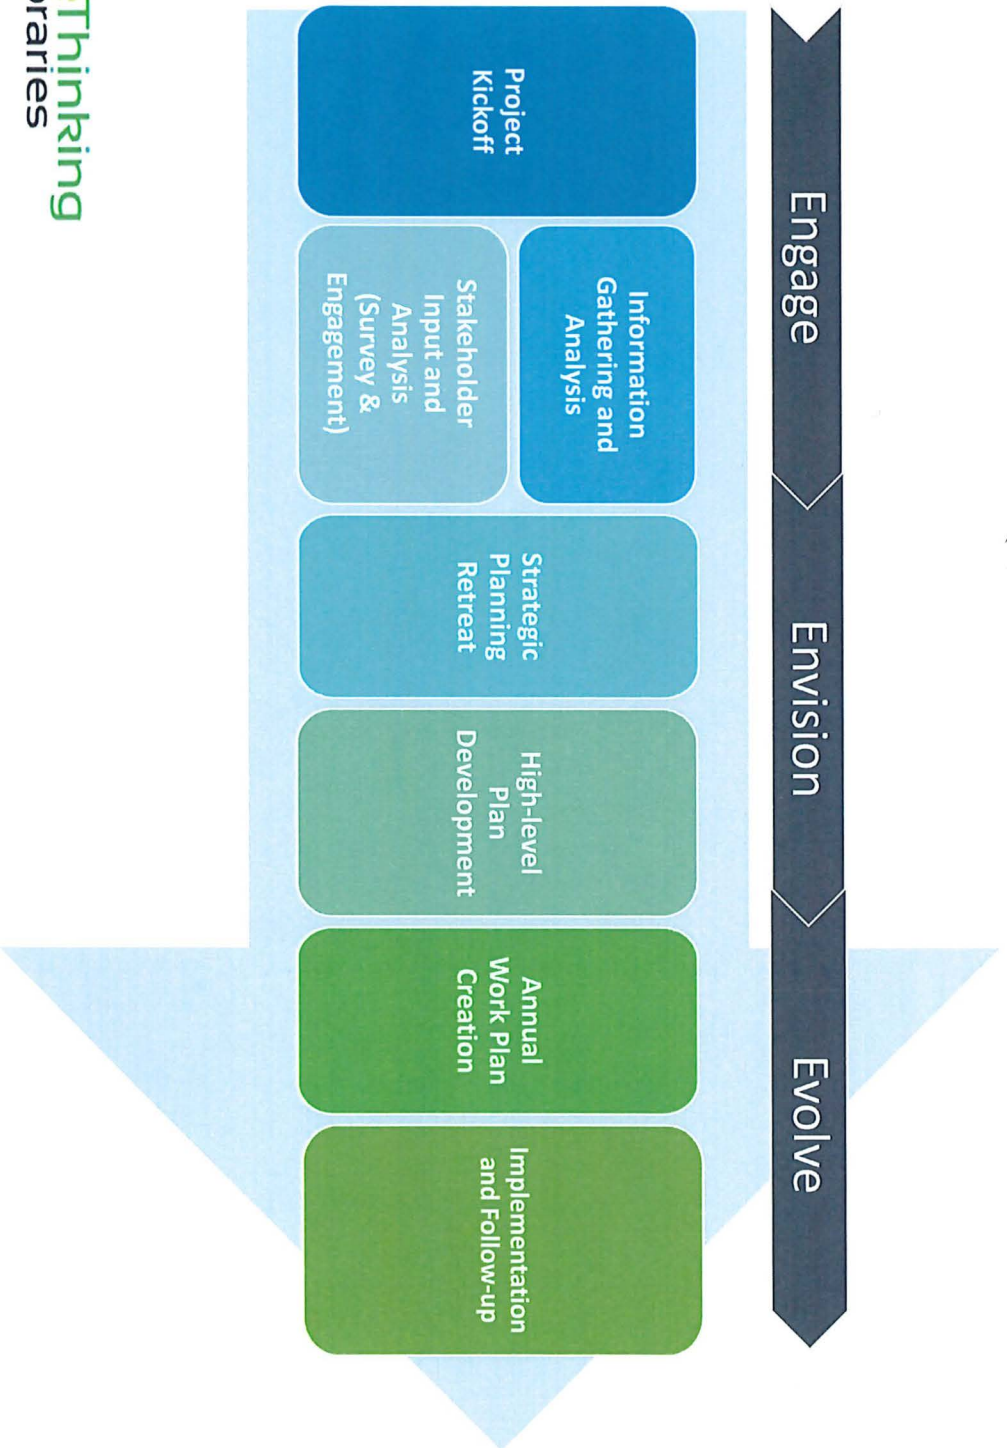 Engage
Envision
Evolve
Project
Kickoff
Information
Gathering and
Analysis
Stakeholder
Input and
Analysis
(Survey &
Engagement)
Strategic
Planning
Retreat
High-level
Plan
Development
Annual
Work Plan
Creation
Implementation
and Follow-up
Thinking